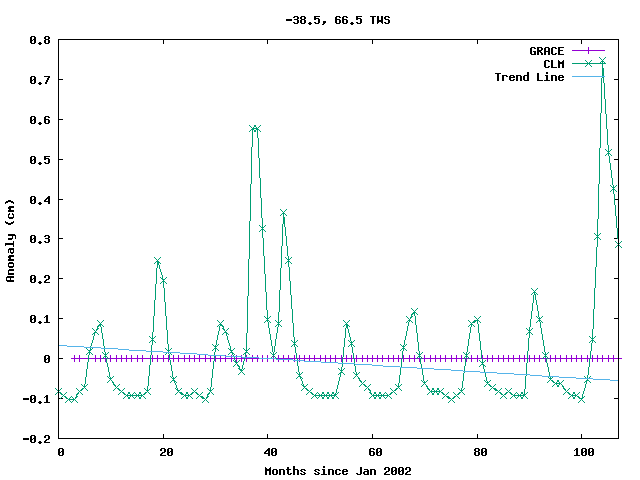 -38.5, 66.5 TWS
GRACE
CLM
Trend Line
0.8
0.7
0.6
0.5
0.4
0.3
0.2
0.1
0
-0.1
-0.2
Anomaly (cm)
0 20 40 60 80 100
Months since Jan 2002